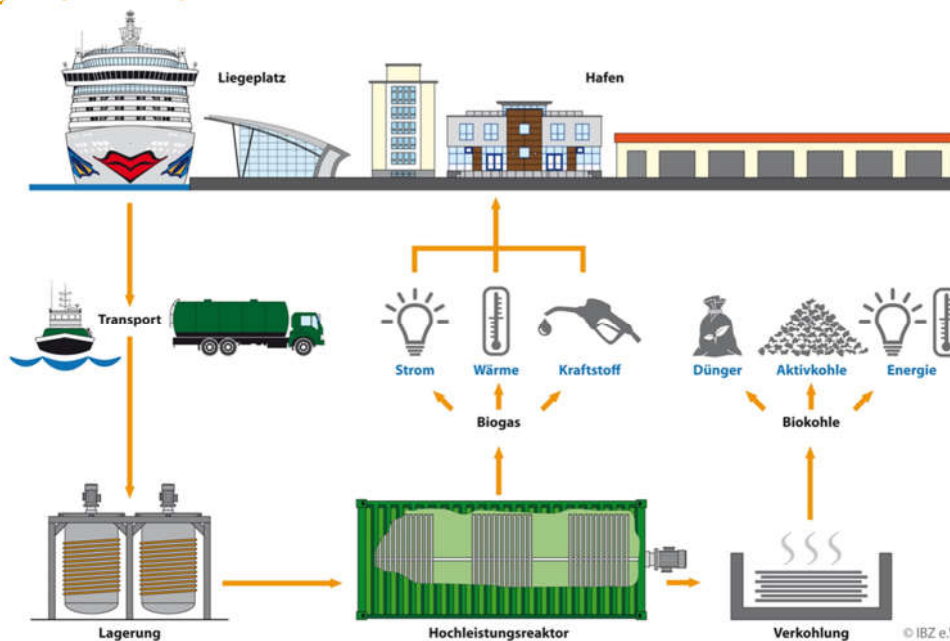 Liegeplatz
Hafen
Transport
Strom
Wärme
Kraftstoff
Dünger
Aktivkohle
Energie
Biogas
Biokohle
Lagerung
Hochleistungsreaktor
Verkohlung
© IBZ e.V